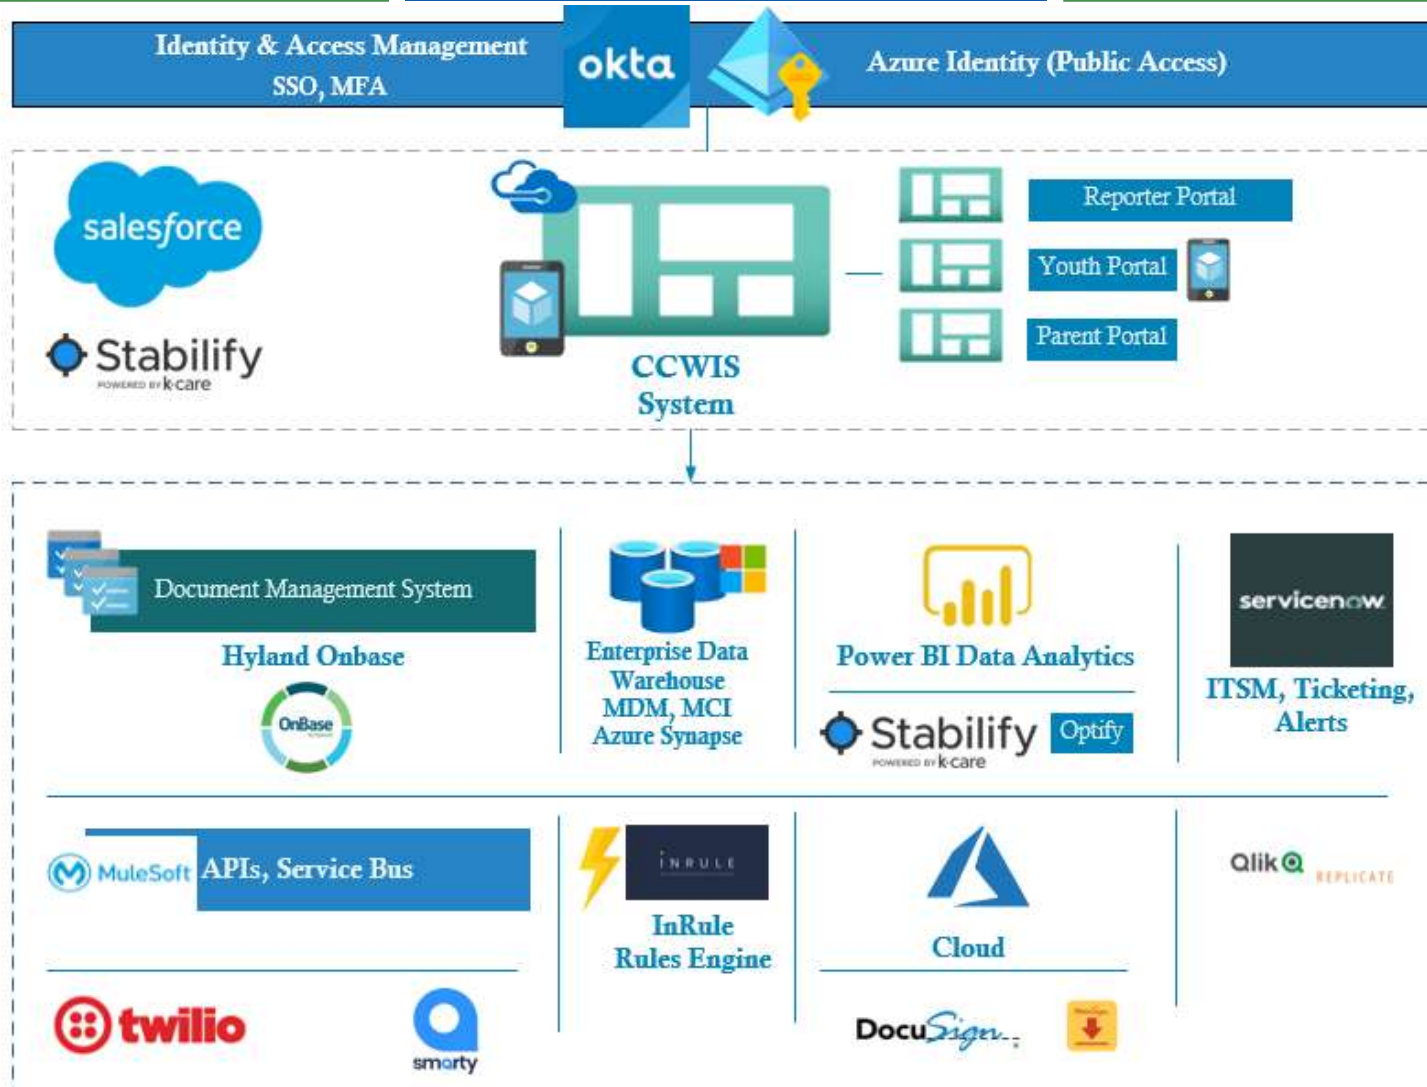 Identity & Access Management
SSO, MFA
okta
Azure Identity (Public Access)
salesforce
Stabilify
POWERED BY k·care
CCWIS
System
Reporter Portal
Youth Portal
Parent Portal
Document Management System
Hyland Onbase
OnBase
Enterprise Data
Warehouse
MDM, MCI
Azure Synapse
Power BI Data Analytics
Stabilify
POWERED BY k·care
Optify
servicenow
ITSM, Ticketing,
Alerts
MuleSoft
APIs, Service Bus
INRULE
InRule
Rules Engine
Cloud
Qlik
REPLICATE
twilio
smarty
DocuSign